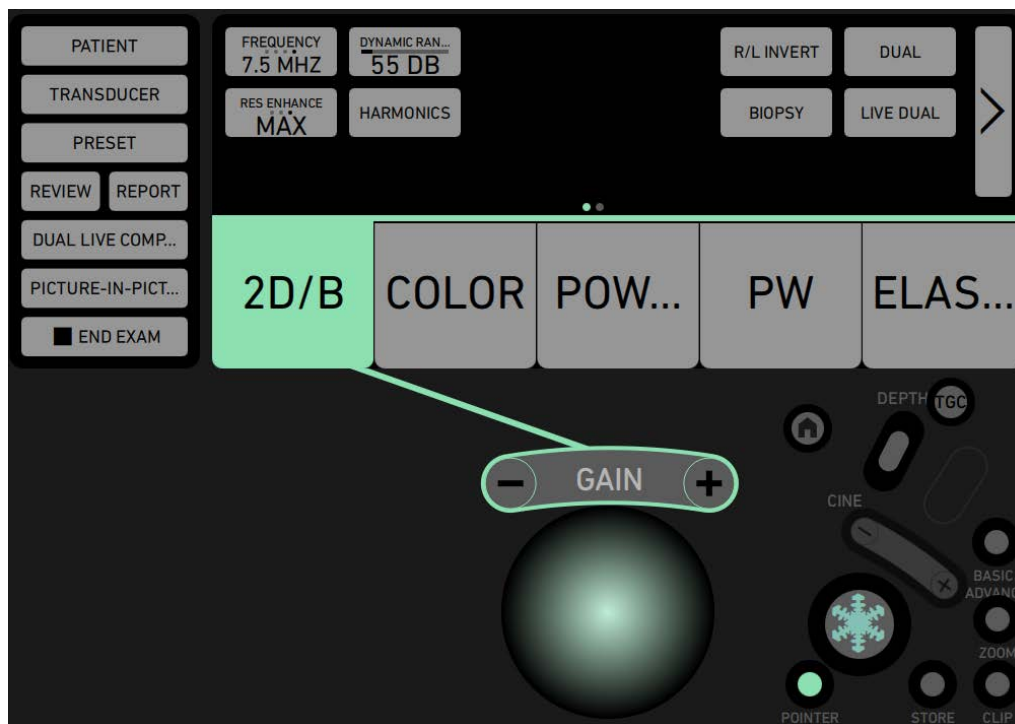 PATIENT
TRANSDUCER
PRESET
REVIEW REPORT
DUAL LIVE COMP...
PICTURE-IN-PICT...
END EXAM
FREQUENCY
7.5 MHZ
DYNAMIC RAN...
55 DB
RES ENHANCE
MAX
HARMONICS
R/L INVERT
DUAL
BIOPSY
LIVE DUAL
2D/B
COLOR
POW...
PW
ELAS...
GAIN
DEPTH
TGC
CINE
BASIC
ADVANC
ZOOM
POINTER
STORE
CLIP